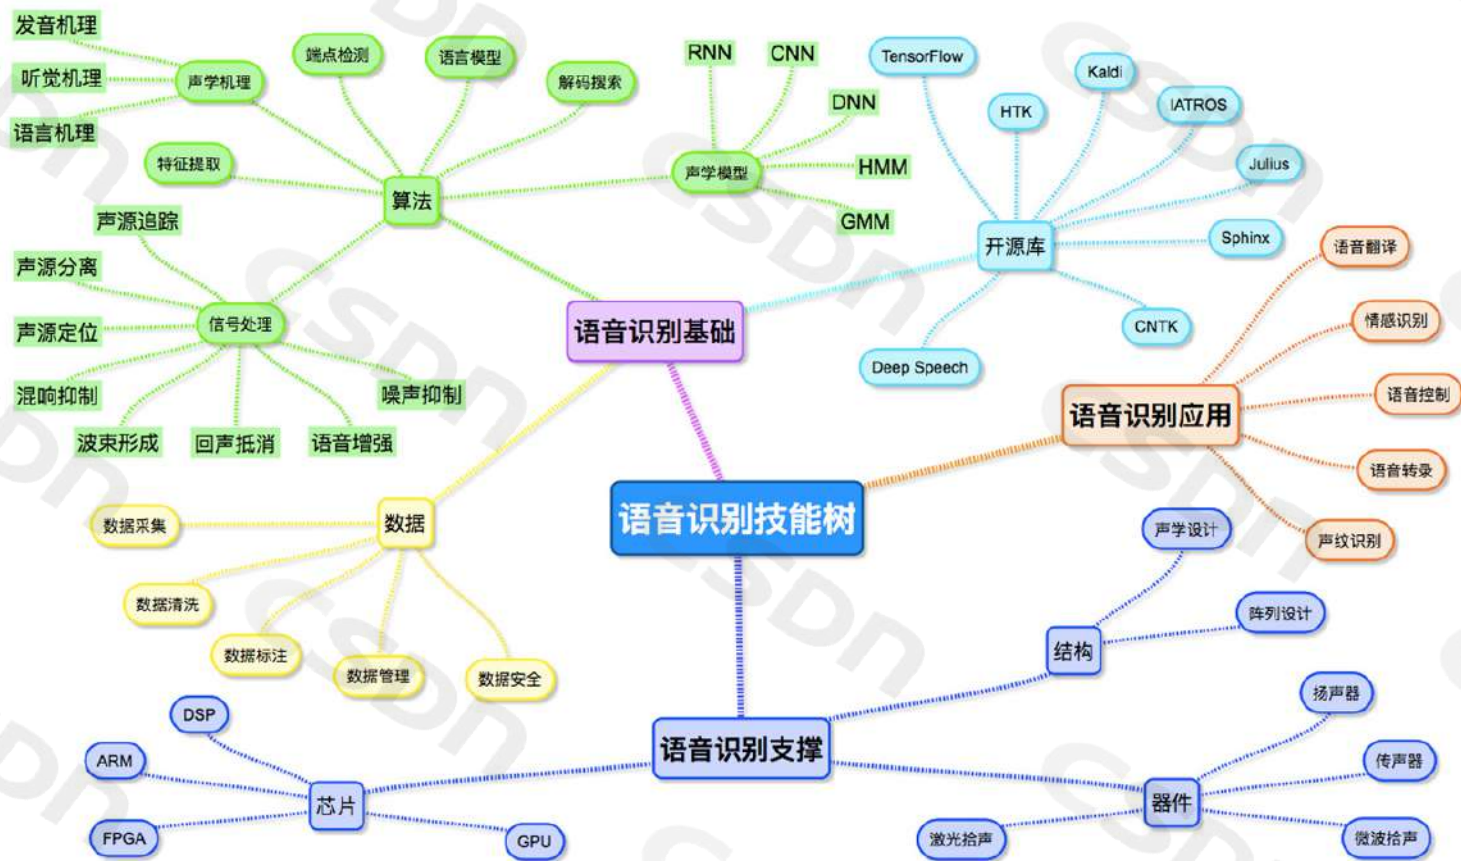 语音识别技能树
语音识别基础
算法
声学机理
发音机理
听觉机理
语言机理
端点检测
语言模型
解码搜索
特征提取
声学模型
RNN
CNN
DNN
HMM
GMM
信号处理
声源追踪
声源分离
声源定位
混响抑制
波束形成
回声抵消
语音增强
噪声抑制
开源库
TensorFlow
HTK
Kaldi
IATROS
Julius
Sphinx
CNTK
Deep Speech
数据
数据采集
数据清洗
数据标注
数据管理
数据安全
语音识别应用
语音翻译
情感识别
语音控制
语音转录
声纹识别
语音识别支撑
结构
声学设计
阵列设计
器件
扬声器
传声器
微波拾声
激光拾声
芯片
DSP
ARM
FPGA
GPU
CSDN